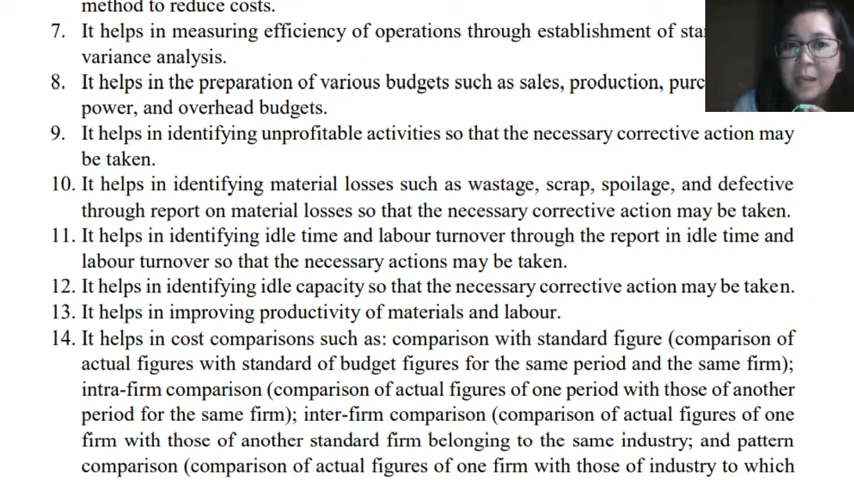 method to reduce costs.
7. It helps in measuring efficiency of operations through establishment of
variance analysis.
8. It helps in the preparation of various budgets such as sales, production,
power, and overhead budgets.
9. It helps in identifying unprofitable activities so that the necessary corrective action may
be taken.
10. It helps in identifying material losses such as wastage, scrap, spoilage, and defective
through report on material losses so that the necessary corrective action may be taken.
11. It helps in identifying idle time and labour turnover through the report in idle time and
labour turnover so that the necessary actions may be taken.
12. It helps in identifying idle capacity so that the necessary corrective action may be taken.
13. It helps in improving productivity of materials and labour.
14. It helps in cost comparisons such as: comparison with standard figure (comparison of
actual figures with standard of budget figures for the same period and the same firm);
intra-firm comparison (comparison of actual figures of one period with those of another
period for the same firm); inter-firm comparison (comparison of actual figures of one
firm with those of another standard firm belonging to the same industry; and pattern
comparison (comparison of actual figures of one firm with those of industry to which